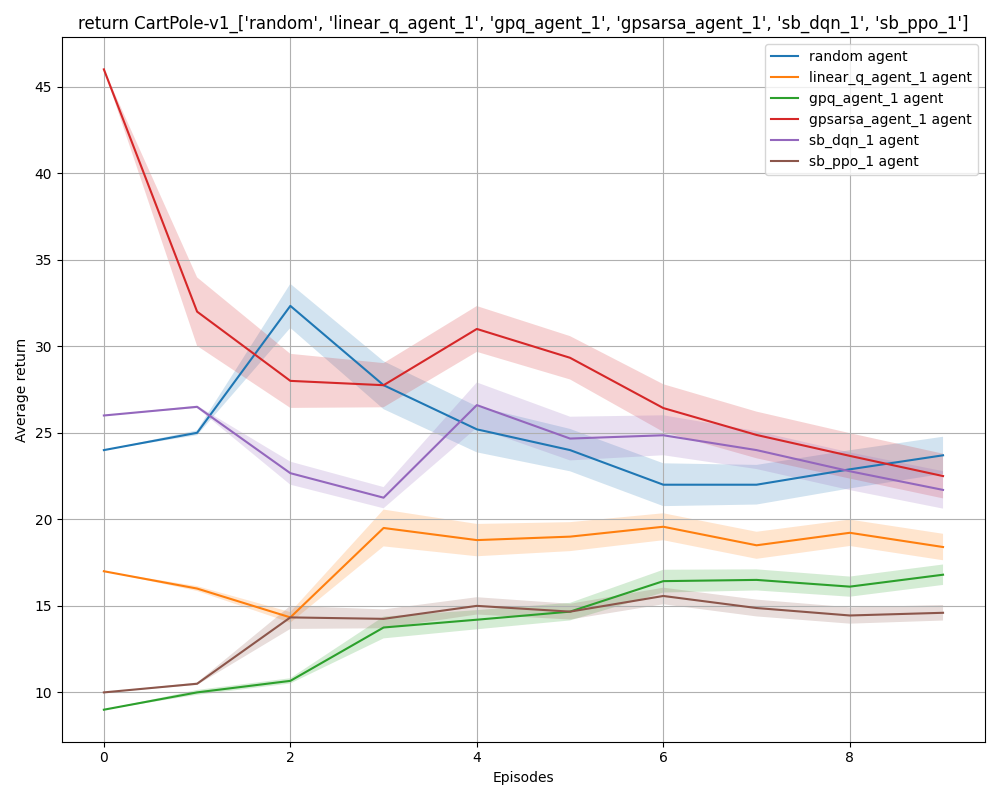 return CartPole-v1_['random', 'linear_q_agent_1', 'gpq_agent_1', 'gpsarsa_agent_1', 'sb_dqn_1', 'sb_ppo_1']
random agent
linear_q_agent_1 agent
gpq_agent_1 agent
gpsarsa_agent_1 agent
sb_dqn_1 agent
sb_ppo_1 agent
Average return
45
40
35
30
25
20
15
10
0 2 4 6 8
Episodes